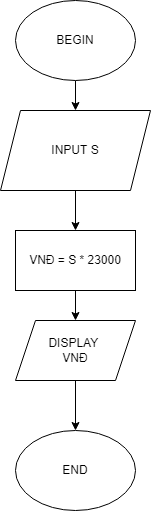 BEGIN
INPUT S
VNĐ = S * 23000
DISPLAY
VNĐ
END